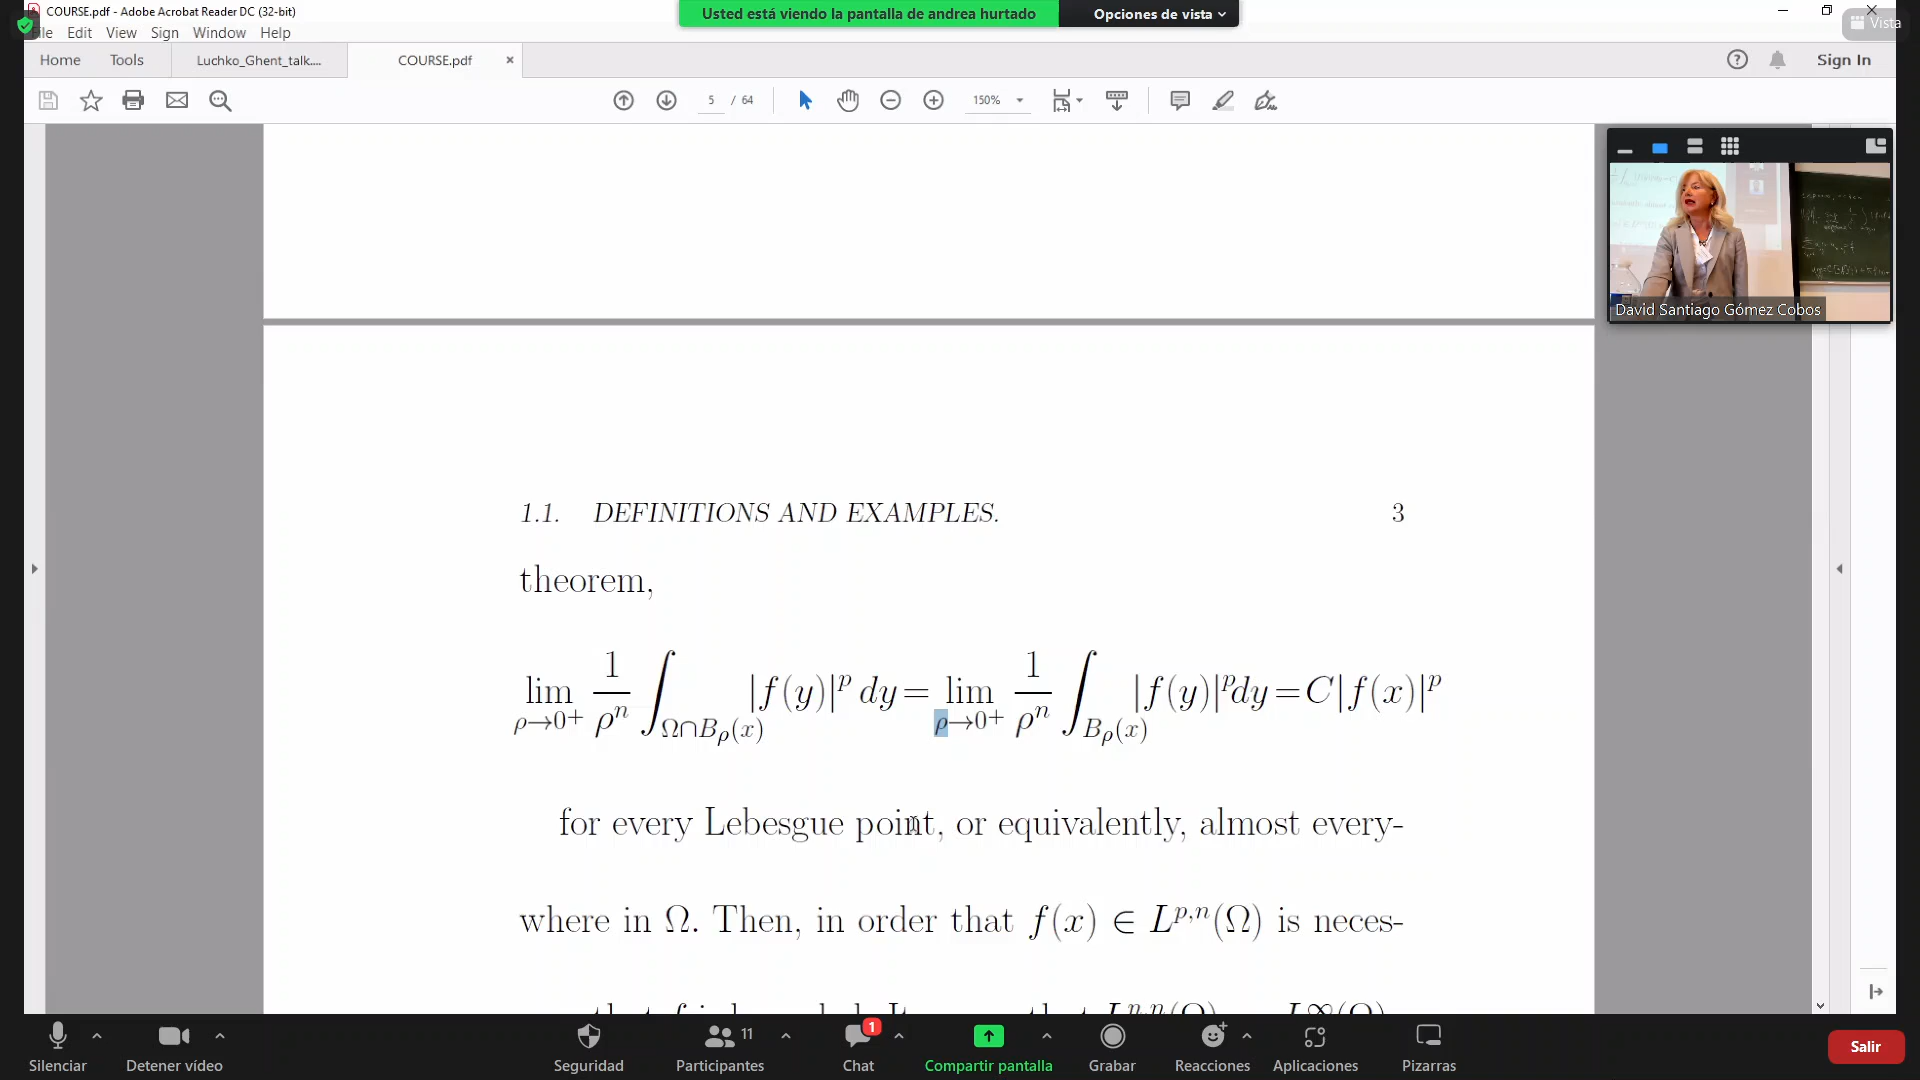 COURSE.pdf - Adobe Acrobat Reader DC (32-bit)
Usted está viendo la pantalla de andrea hurtado
Opciones de vista
Vista
File Edit View Sign Window Help
Home Tools Luchko_Ghent_talk.... COURSE.pdf × Sign In
5 / 64 150%
David Santiago Gómez Cobos
1.1. DEFINITIONS AND EXAMPLES. 3
theorem,
lim_{ρ→0⁺} 1/ρⁿ ∫_{Ω∩B_ρ(x)} |f(y)|^p dy = lim_{ρ→0⁺} 1/ρⁿ ∫_{B_ρ(x)} |f(y)|^p dy = C|f(x)|^p
for every Lebesgue point, or equivalently, almost every-
where in Ω. Then, in order that f(x) ∈ L^{p,n}(Ω) is neces-
Silenciar
Detener vídeo
Seguridad
11
Participantes
1
Chat
Compartir pantalla
Grabar
Reacciones
Aplicaciones
Pizarras
Salir